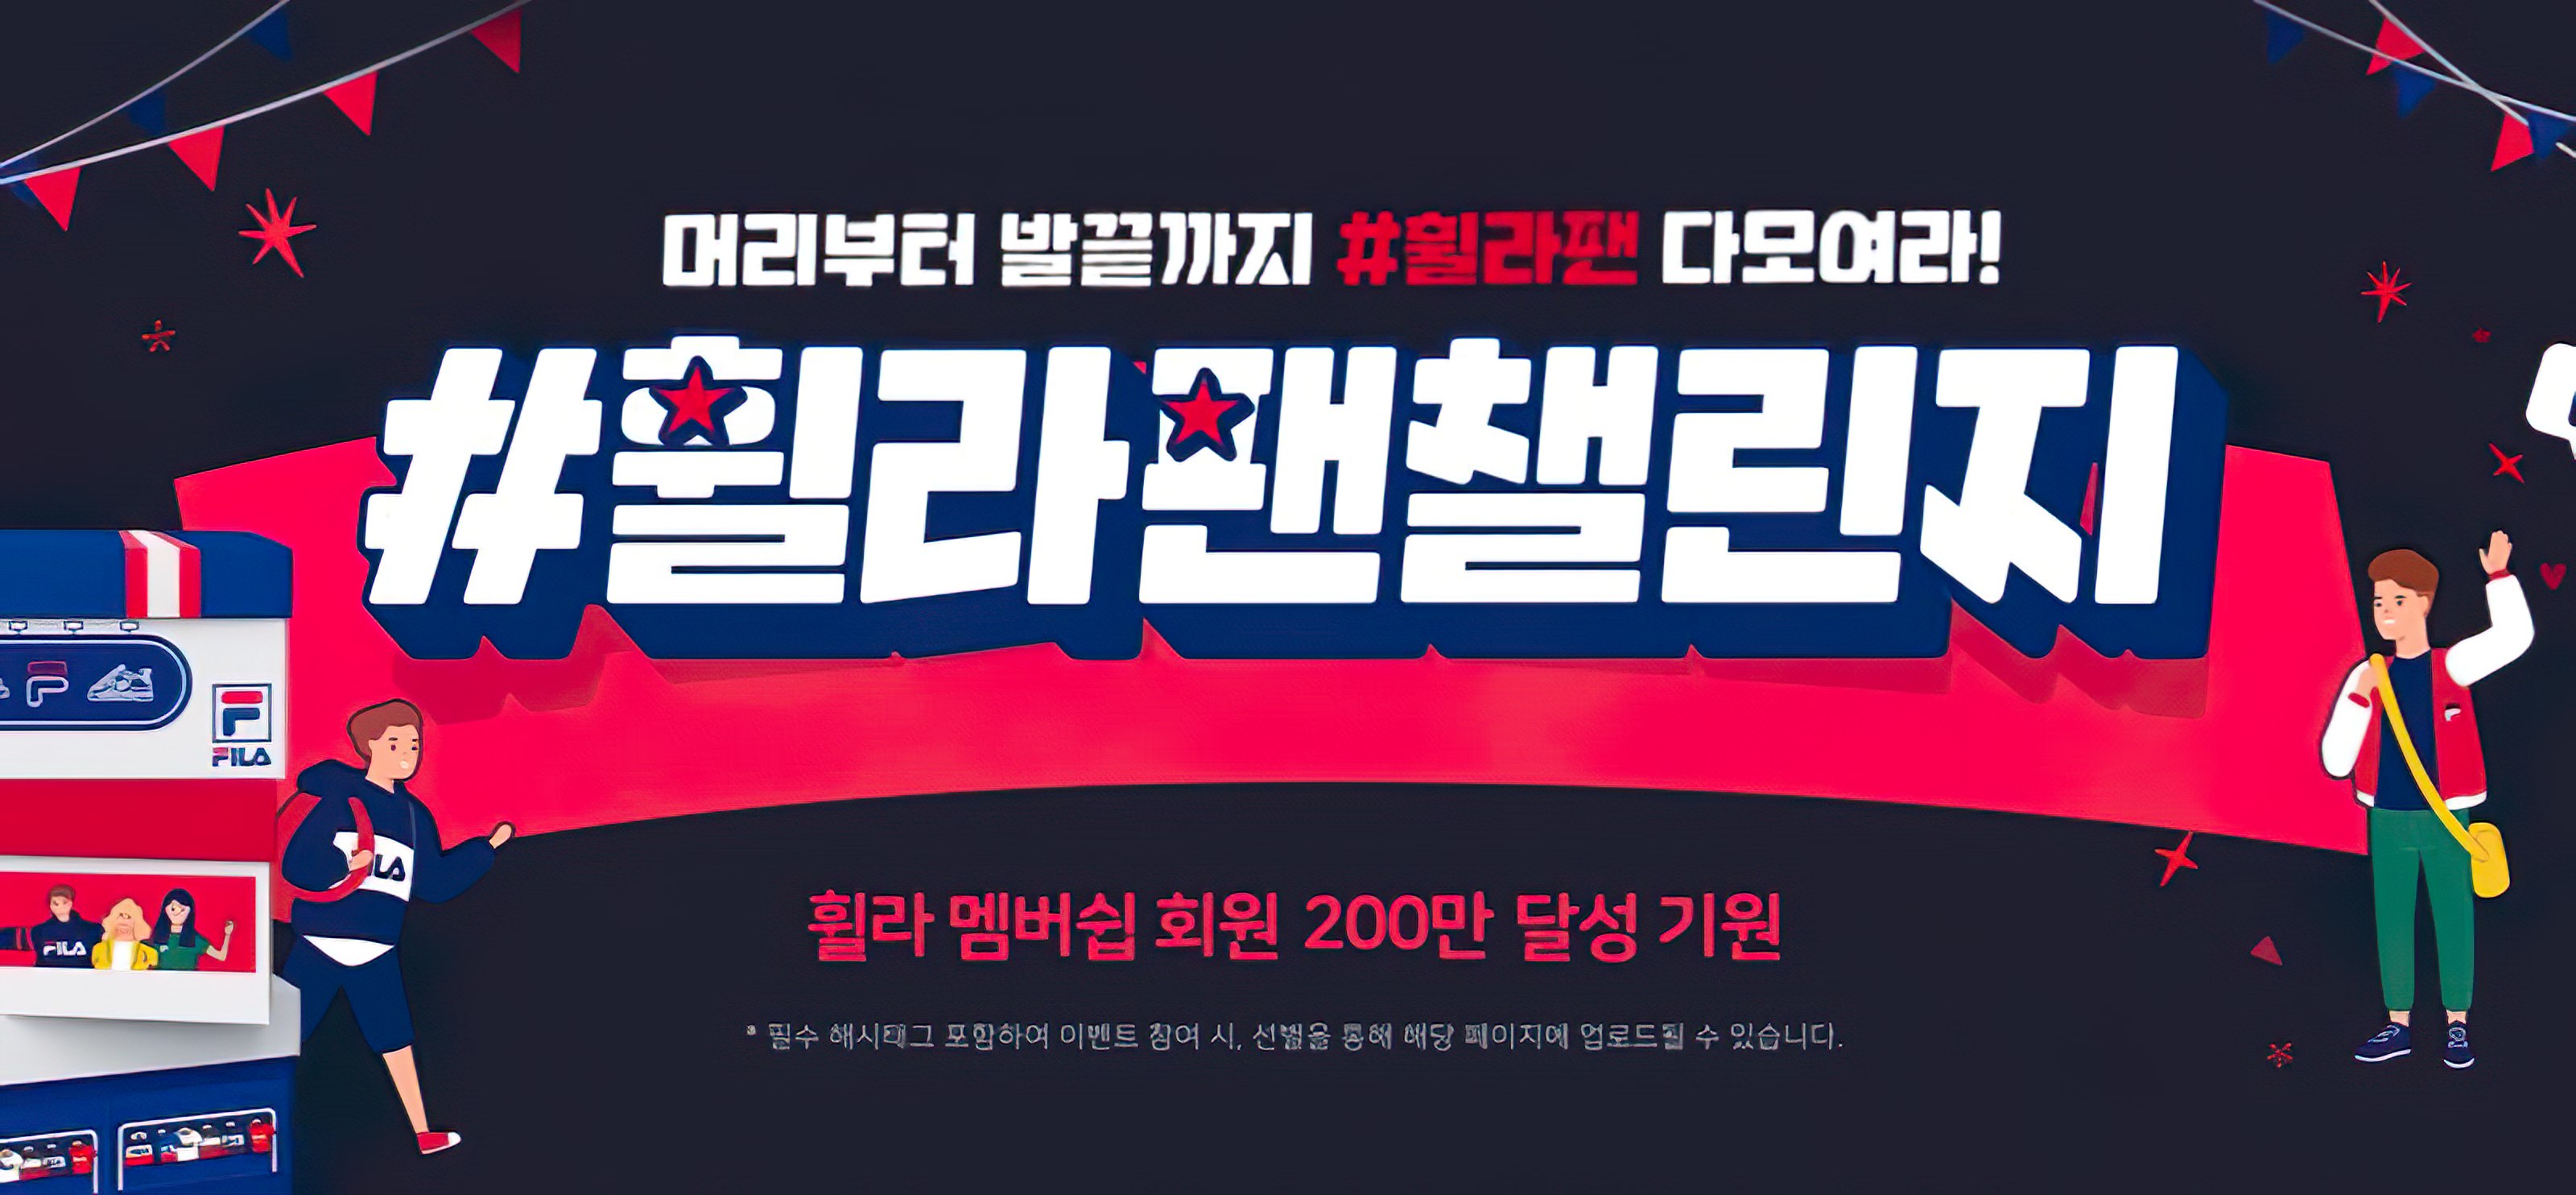 머리부터 발끝까지 #휠라팬 다모여라!
#휠라팬챌린지
FILA
FILA
휠라 멤버쉽 회원 200만 달성 기원
* 필수 해시태그 포함하여 이벤트 참여 시, 선별을 통해 해당 페이지에 업로드될 수 있습니다.